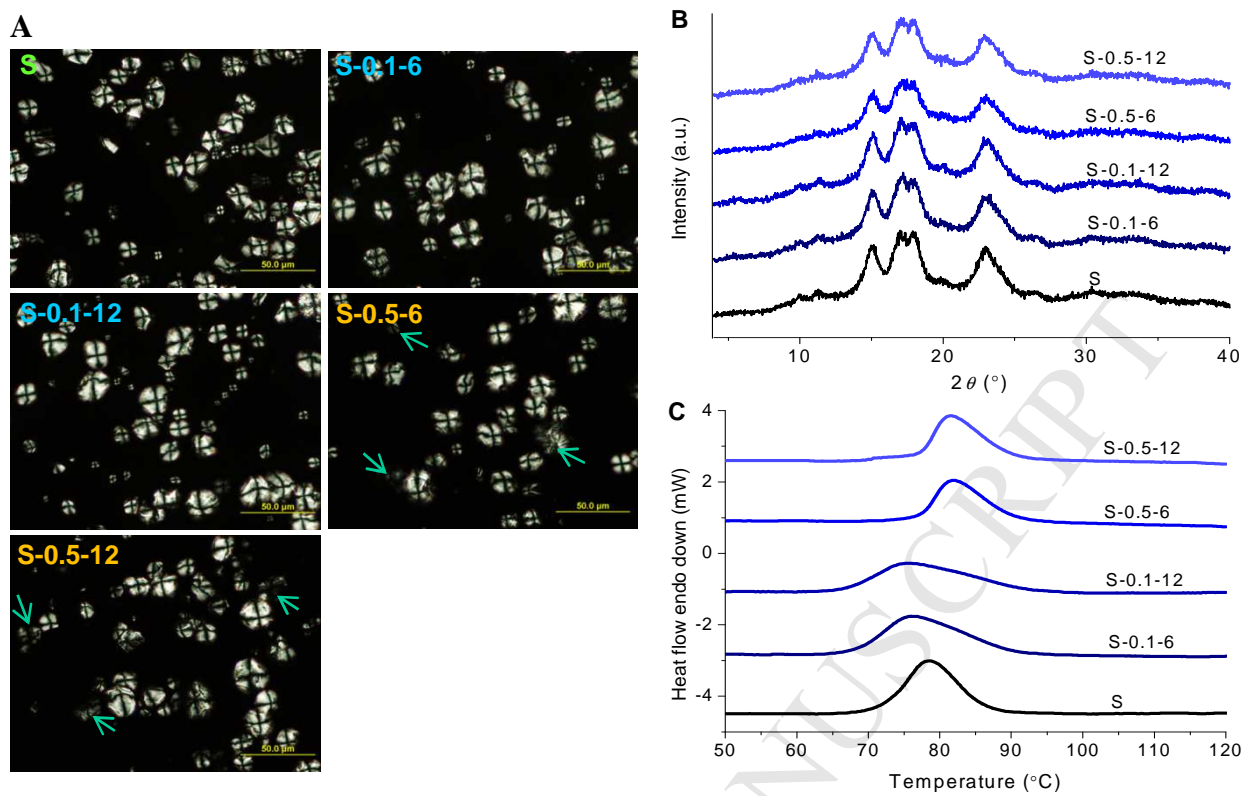 A
S
50.0 µm
S-0.1-6
50.0 µm
S-0.1-12
50.0 µm
S-0.5-6
50.0 µm
S-0.5-12
50.0 µm
B
Intensity (a.u.)
S-0.5-12
S-0.5-6
S-0.1-12
S-0.1-6
S
10 20 30 40
2 θ (°)
C
Heat flow endo down (mW)
4
2
0
-2
-4
S-0.5-12
S-0.5-6
S-0.1-12
S-0.1-6
S
50 60 70 80 90 100 110 120
Temperature (°C)
NUSCRIPT